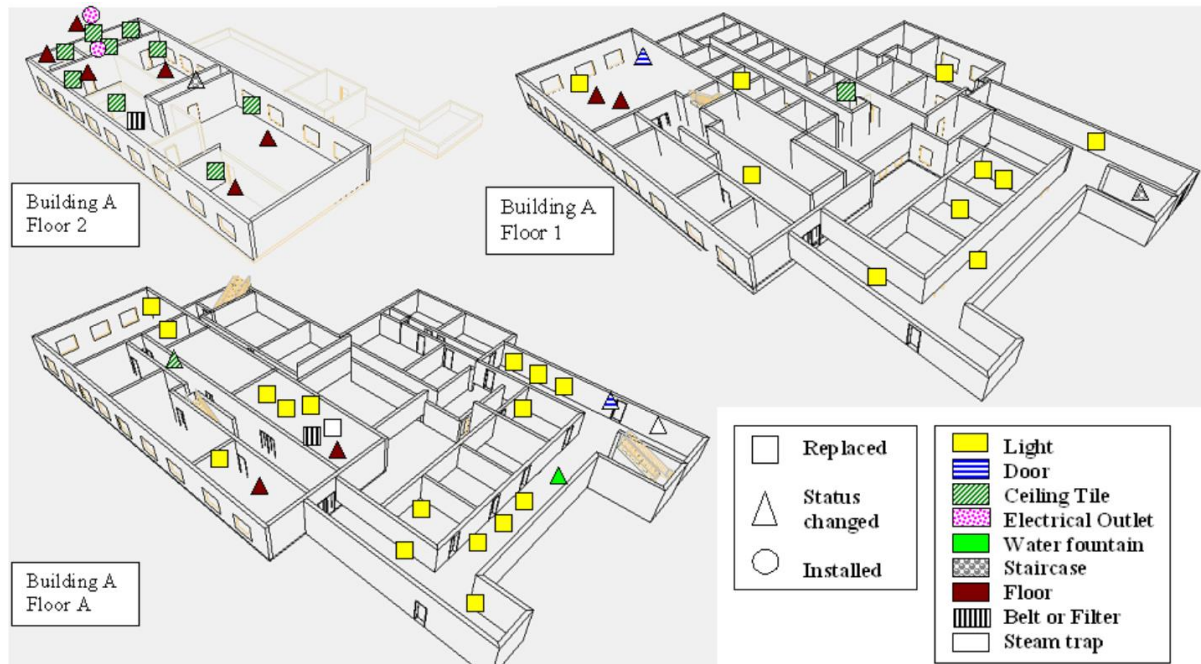 Building A
Floor 2
Building A
Floor 1
Building A
Floor A
Replaced
Status
changed
Installed
Light
Door
Ceiling Tile
Electrical Outlet
Water fountain
Staircase
Floor
Belt or Filter
Steam trap